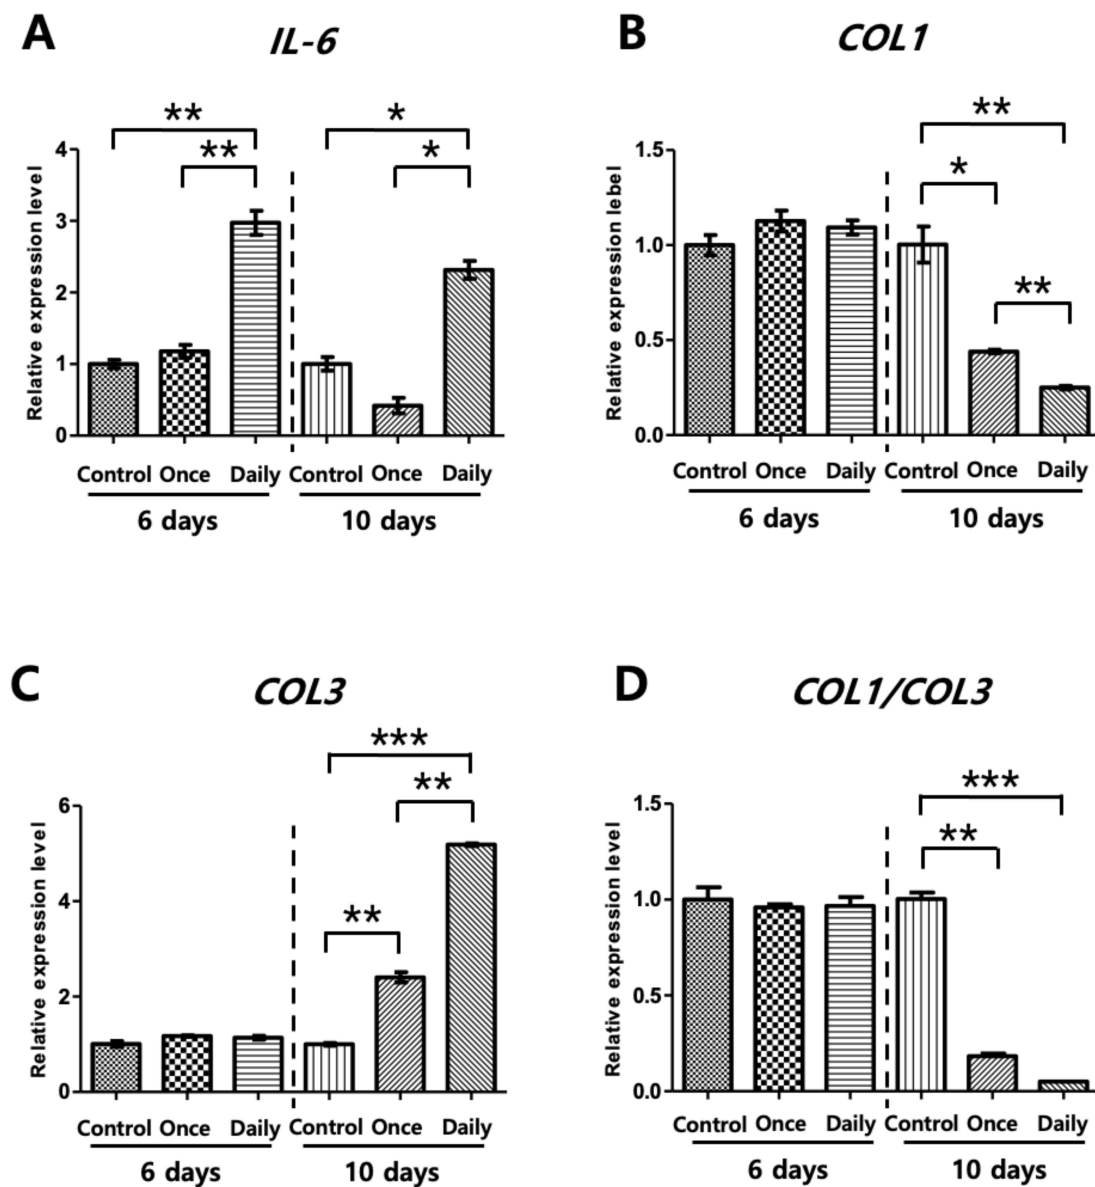 A
IL-6
** *
** *
Relative expression level
4
3
2
1
0
Control Once Daily Control Once Daily
6 days 10 days
B
COL1
**
*
**
Relative expression lebel
1.5
1.0
0.5
0.0
Control Once Daily Control Once Daily
6 days 10 days
C
COL3
***
**
**
Relative expression level
6
4
2
0
Control Once Daily Control Once Daily
6 days 10 days
D
COL1/COL3
***
**
Relative expression level
1.5
1.0
0.5
0.0
Control Once Daily Control Once Daily
6 days 10 days